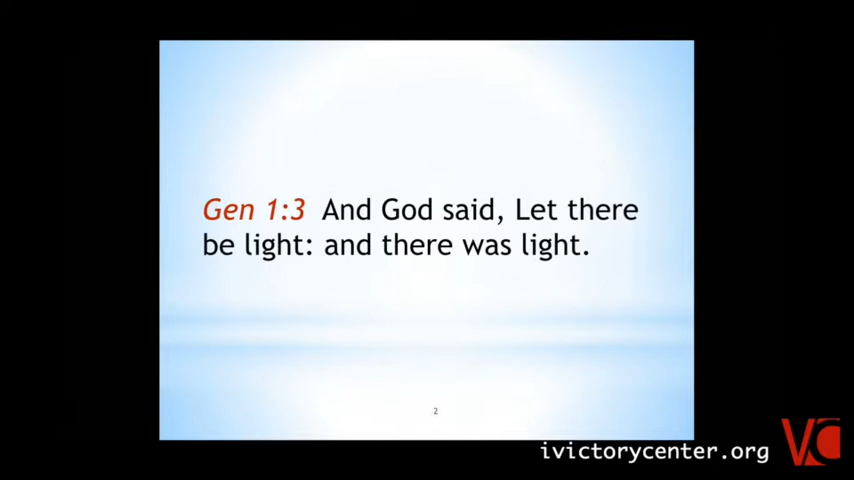 Gen 1:3 And God said, Let there
be light: and there was light.
2
ivictorycenter.org
VC